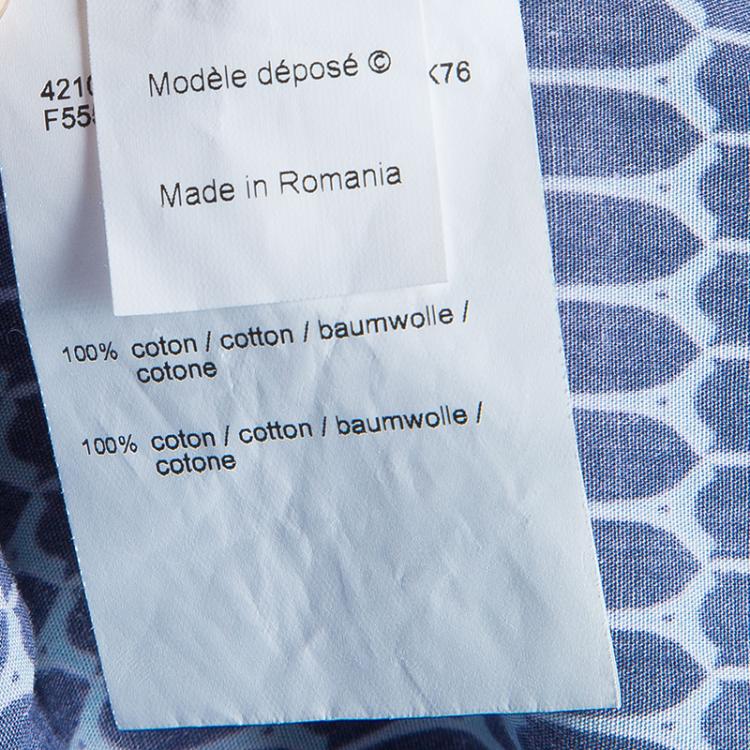 Modèle déposé ©
Made in Romania
100% coton / cotton / baumwolle /
cotone
100% coton / cotton / baumwolle /
cotone